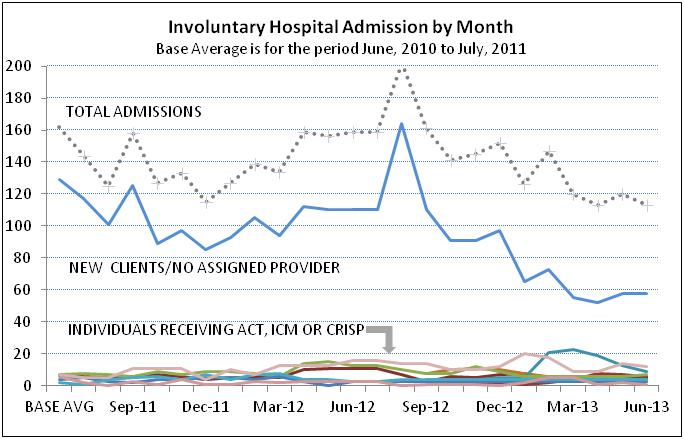 Involuntary Hospital Admission by Month
Base Average is for the period June, 2010 to July, 2011
200
180
160
140
120
100
80
60
40
20
0
TOTAL ADMISSIONS
NEW CLIENTS/NO ASSIGNED PROVIDER
INDIVIDUALS RECEIVING ACT, ICM OR CRISP
BASE AVG Sep-11 Dec-11 Mar-12 Jun-12 Sep-12 Dec-12 Mar-13 Jun-13